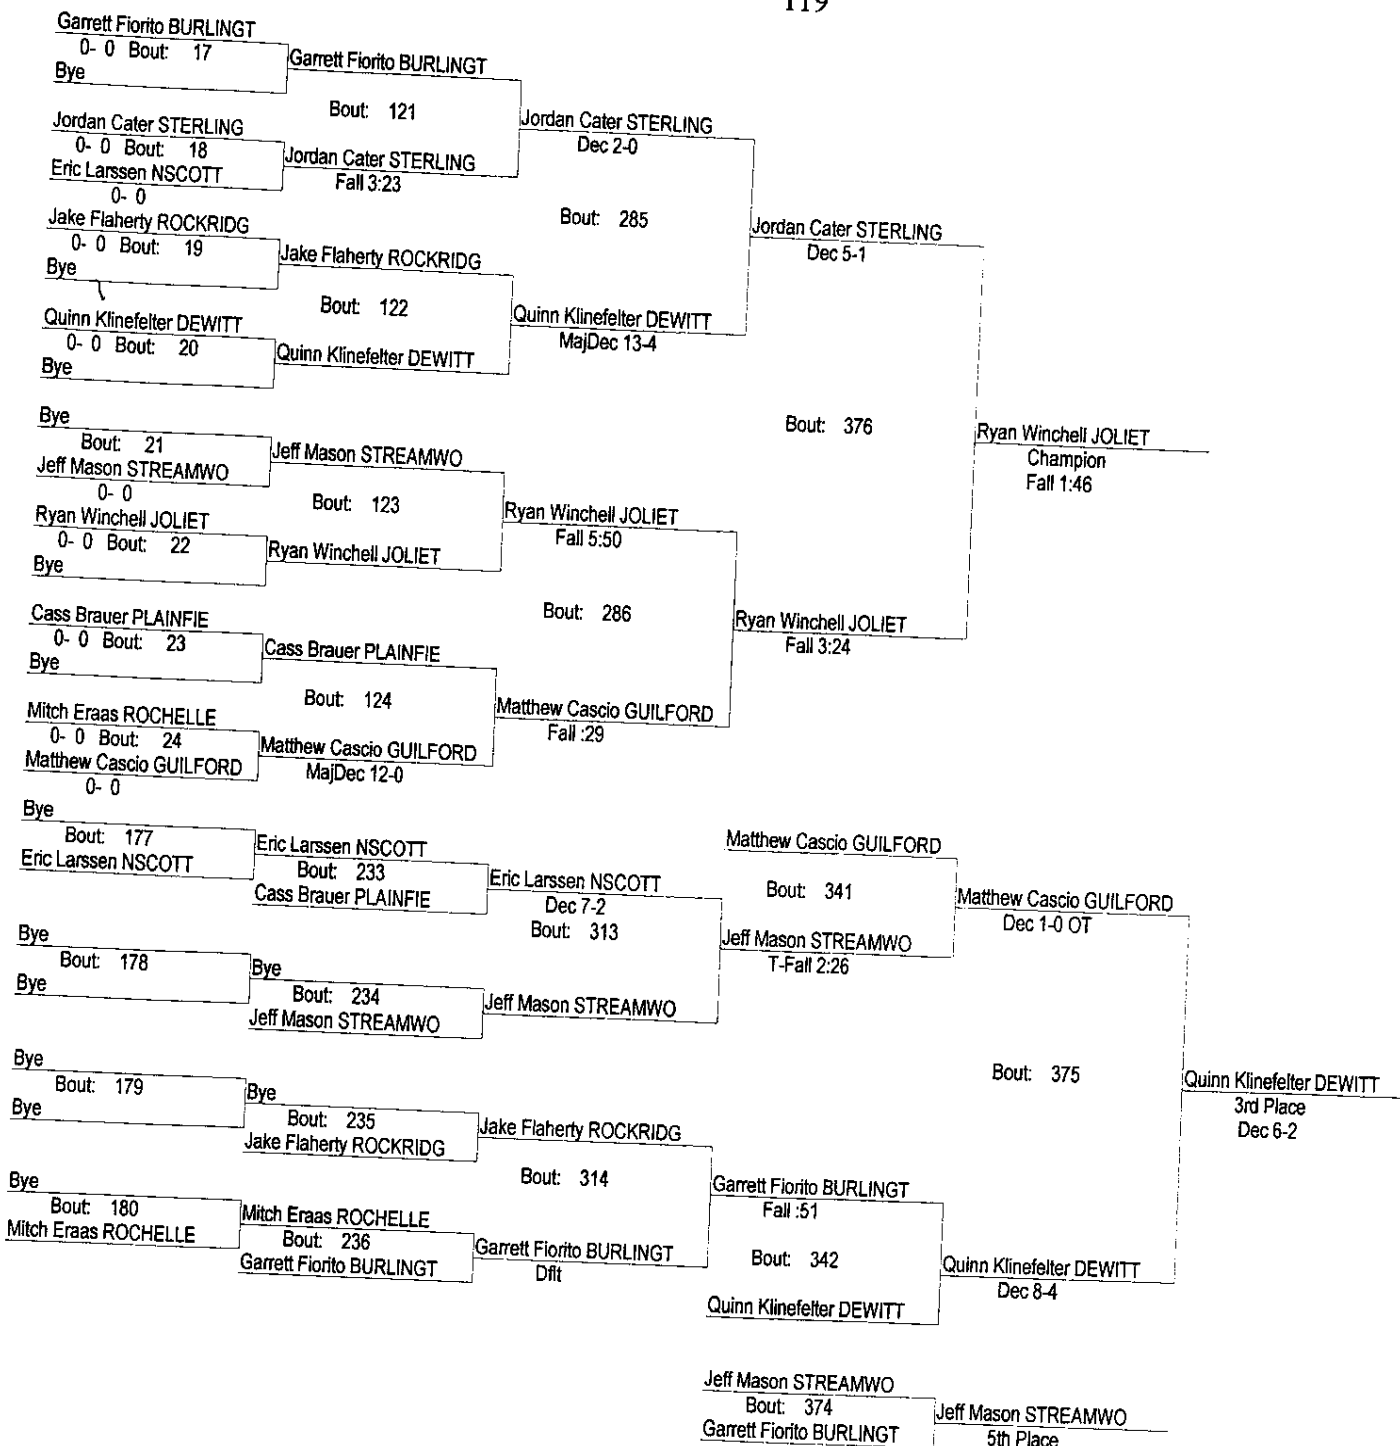 119
Garrett Fiorito BURLINGT
0- 0 Bout: 17
Bye
Garrett Fiorito BURLINGT
Bout: 121
Jordan Cater STERLING
0- 0 Bout: 18
Eric Larssen NSCOTT
0- 0
Jordan Cater STERLING
Fall 3:23
Jordan Cater STERLING
Dec 2-0
Bout: 285
Jake Flaherty ROCKRIDG
0- 0 Bout: 19
Bye
Jake Flaherty ROCKRIDG
Bout: 122
Quinn Klinefelter DEWITT
0- 0 Bout: 20
Bye
Quinn Klinefelter DEWITT
Quinn Klinefelter DEWITT
MajDec 13-4
Jordan Cater STERLING
Dec 5-1
Bout: 376
Bye
Bout: 21
Jeff Mason STREAMWO
0- 0
Jeff Mason STREAMWO
Bout: 123
Ryan Winchell JOLIET
0- 0 Bout: 22
Bye
Ryan Winchell JOLIET
Ryan Winchell JOLIET
Fall 5:50
Bout: 286
Cass Brauer PLAINFIE
0- 0 Bout: 23
Bye
Cass Brauer PLAINFIE
Bout: 124
Mitch Eraas ROCHELLE
0- 0 Bout: 24
Matthew Cascio GUILFORD
0- 0
Matthew Cascio GUILFORD
MajDec 12-0
Matthew Cascio GUILFORD
Fall :29
Ryan Winchell JOLIET
Fall 3:24
Ryan Winchell JOLIET
Champion
Fall 1:46
Bye
Bout: 177
Eric Larssen NSCOTT
Eric Larssen NSCOTT
Bout: 233
Cass Brauer PLAINFIE
Eric Larssen NSCOTT
Dec 7-2
Bout: 313
Bye
Bout: 178
Bye
Bye
Bout: 234
Jeff Mason STREAMWO
Jeff Mason STREAMWO
Matthew Cascio GUILFORD
Bout: 341
Jeff Mason STREAMWO
T-Fall 2:26
Matthew Cascio GUILFORD
Dec 1-0 OT
Bout: 375
Bye
Bout: 179
Bye
Bye
Bout: 235
Jake Flaherty ROCKRIDG
Jake Flaherty ROCKRIDG
Bout: 314
Bye
Bout: 180
Mitch Eraas ROCHELLE
Mitch Eraas ROCHELLE
Bout: 236
Garrett Fiorito BURLINGT
Garrett Fiorito BURLINGT
Dflt
Garrett Fiorito BURLINGT
Fall :51
Bout: 342
Quinn Klinefelter DEWITT
Quinn Klinefelter DEWITT
Dec 8-4
Quinn Klinefelter DEWITT
3rd Place
Dec 6-2
Jeff Mason STREAMWO
Bout: 374
Garrett Fiorito BURLINGT
Jeff Mason STREAMWO
5th Place